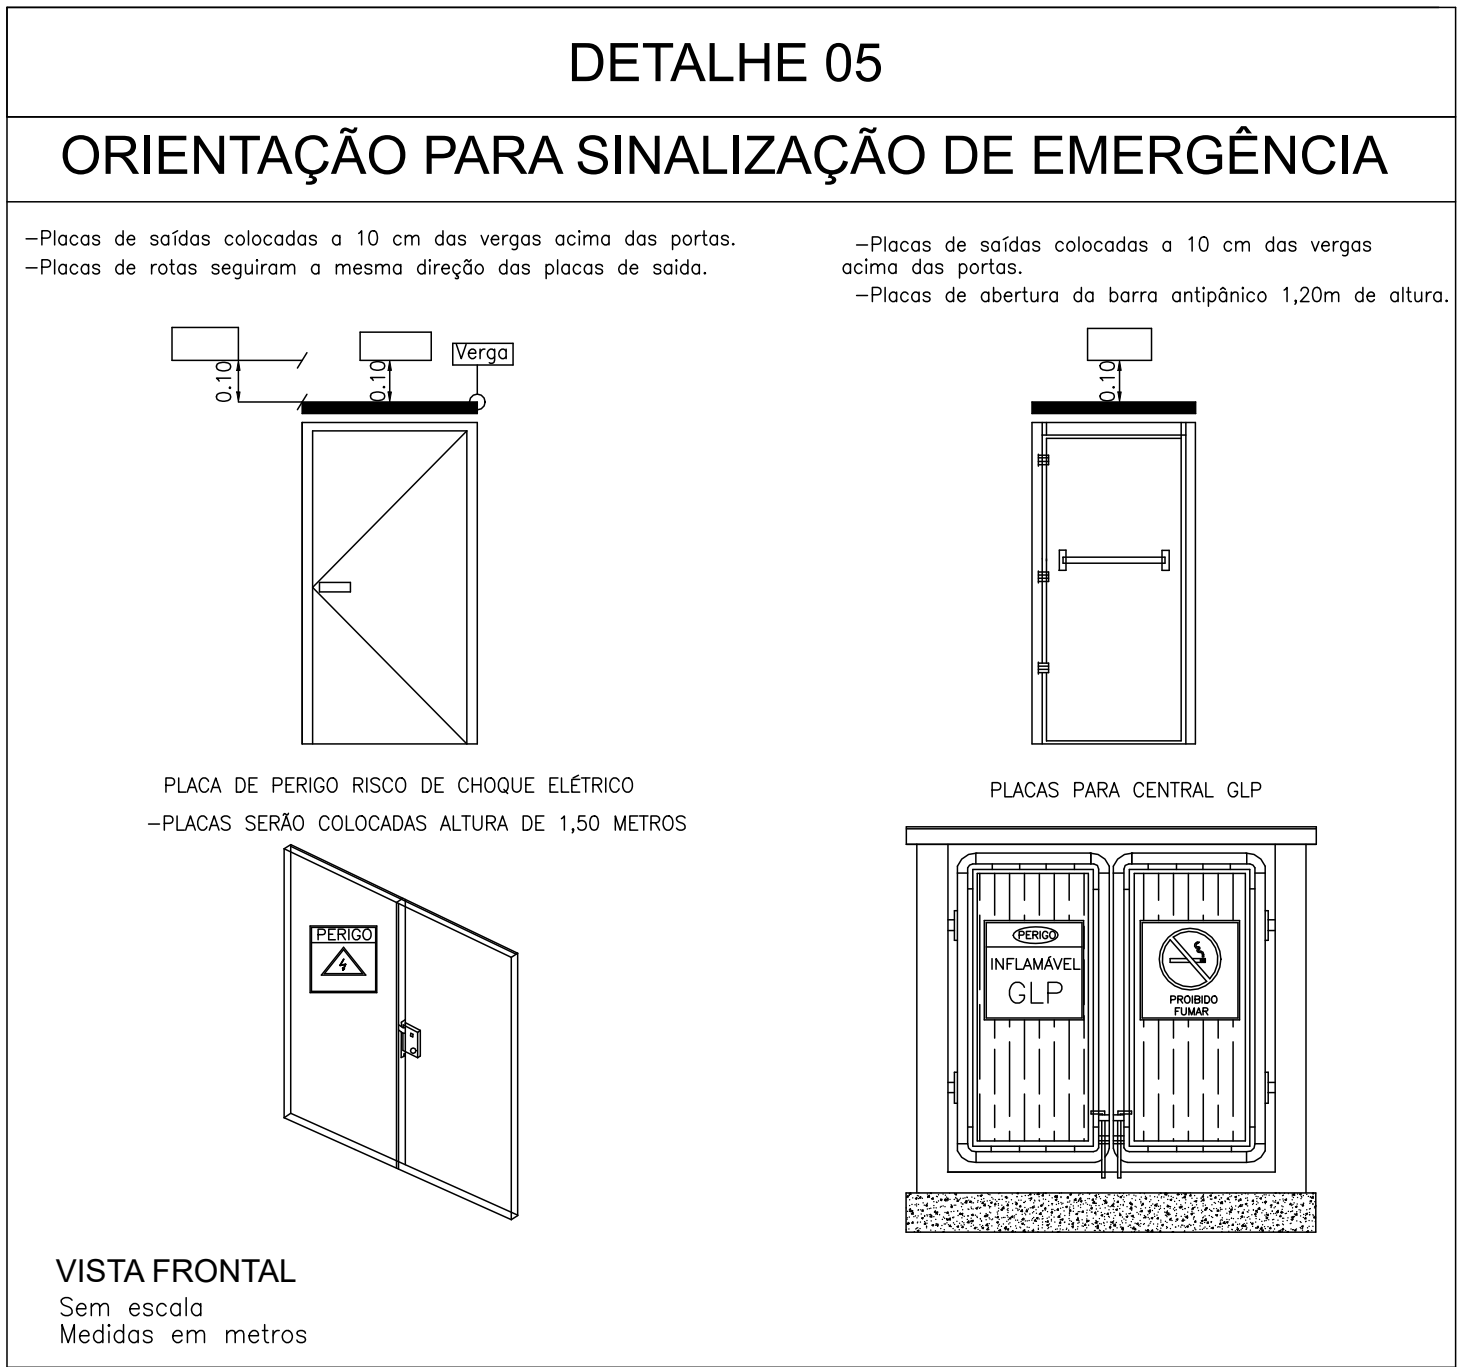 DETALHE 05
ORIENTAÇÃO PARA SINALIZAÇÃO DE EMERGÊNCIA
-Placas de saídas colocadas a 10 cm das vergas acima das portas.
-Placas de rotas seguiram a mesma direção das placas de saida.
-Placas de saídas colocadas a 10 cm das vergas
acima das portas.
-Placas de abertura da barra antipânico 1,20m de altura.
0.10
0.10
Verga
0.10
PLACA DE PERIGO RISCO DE CHOQUE ELÉTRICO
-PLACAS SERÃO COLOCADAS ALTURA DE 1,50 METROS
PERIGO
PLACAS PARA CENTRAL GLP
PERIGO
INFLAMÁVEL
GLP
PROIBIDO
FUMAR
VISTA FRONTAL
Sem escala
Medidas em metros